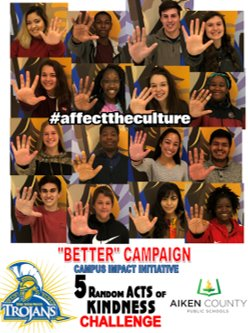 #affecttheculture
"BETTER" CAMPAIGN
CAMPUS IMPACT INITIATIVE
5 RANDOM ACTS OF
KINDNESS
CHALLENGE
TROJANS
AIKEN COUNTY
PUBLIC SCHOOLS